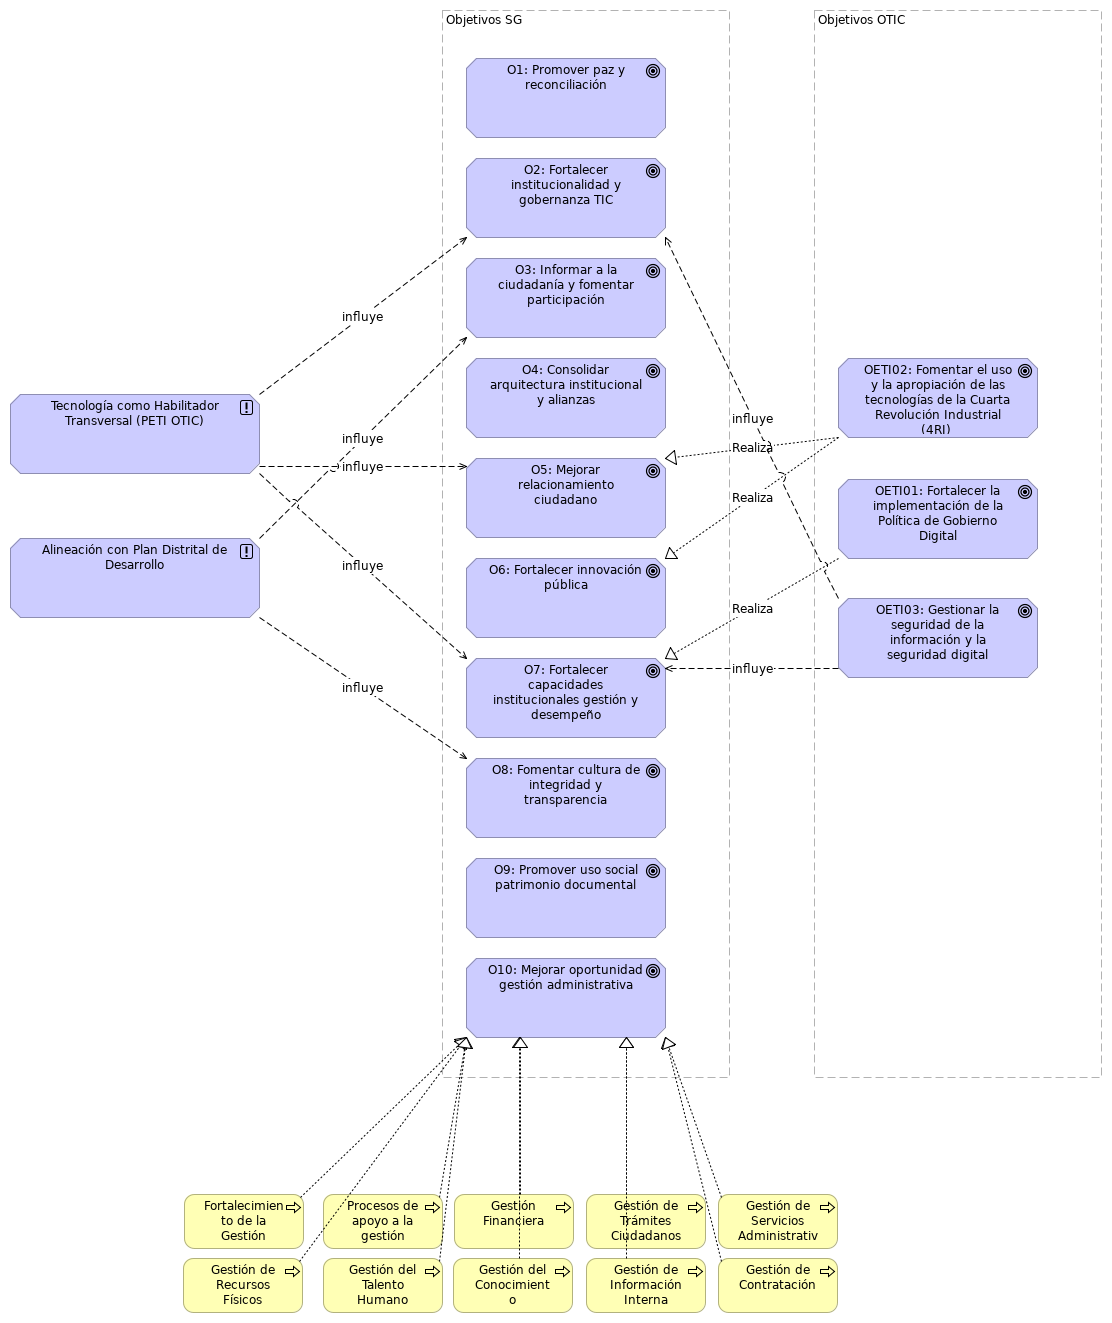 Objetivos SG
Objetivos OTIC
O1: Promover paz y
reconciliación
O2: Fortalecer
institucionalidad y
gobernanza TIC
O3: Informar a la
ciudadanía y fomentar
participación
influye
O4: Consolidar
arquitectura institucional
y alianzas
OETI02: Fomentar el uso
y la apropiación de las
tecnologías de la Cuarta
Revolución Industrial
(4RI)
Tecnología como Habilitador
Transversal (PETI OTIC)
influye
influye
Realiza
influye
O5: Mejorar
relacionamiento
ciudadano
OETI01: Fortalecer la
implementación de la
Política de Gobierno
Digital
Realiza
Alineación con Plan Distrital de
Desarrollo
influye
O6: Fortalecer innovación
pública
OETI03: Gestionar la
seguridad de la
información y la
seguridad digital
Realiza
influye
O7: Fortalecer
capacidades
institucionales gestión y
desempeño
influye
O8: Fomentar cultura de
integridad y
transparencia
O9: Promover uso social
patrimonio documental
O10: Mejorar oportunidad
gestión administrativa
Fortalecimien
to de la
Gestión
Procesos de
apoyo a la
gestión
Gestión
Financiera
Gestión de
Trámites
Ciudadanos
Gestión de
Servicios
Administrativ
Gestión de
Recursos
Físicos
Gestión del
Talento
Humano
Gestión del
Conocimient
o
Gestión de
Información
Interna
Gestión de
Contratación